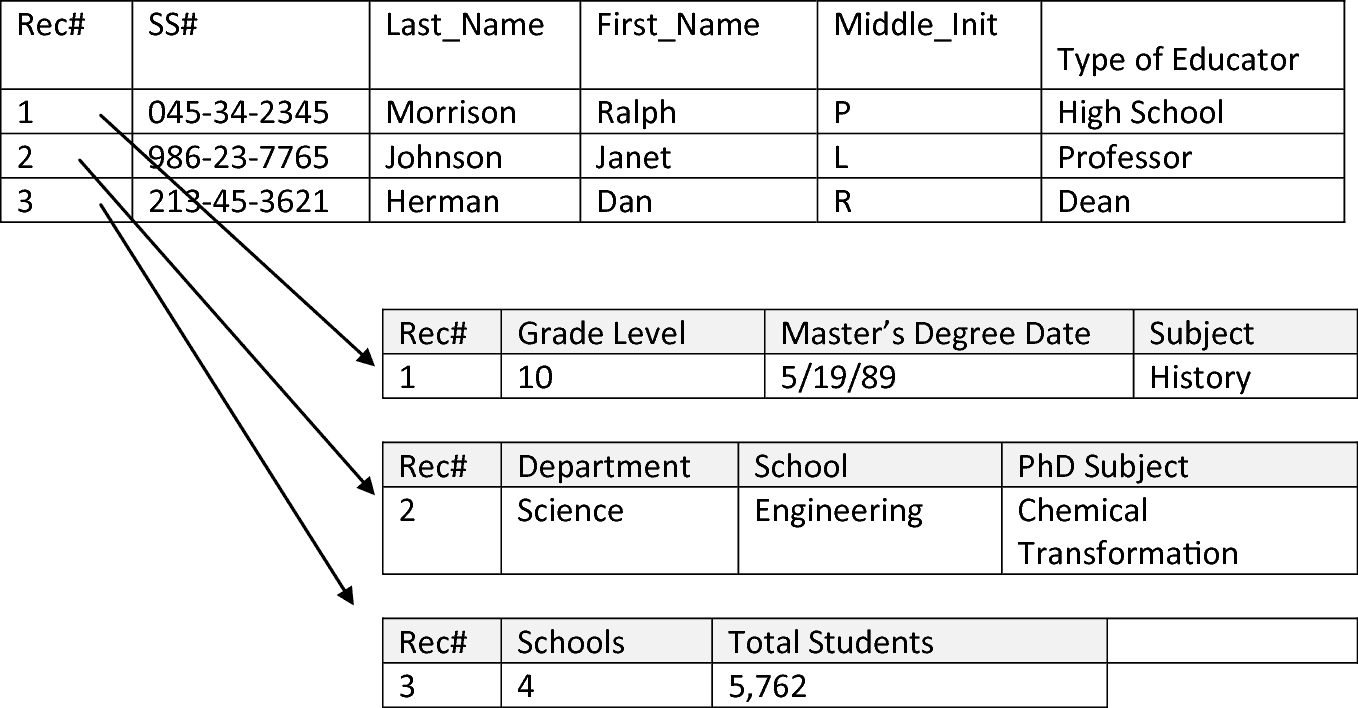 Rec# SS# Last_Name First_Name Middle_Init Type of Educator
1 045-34-2345 Morrison Ralph P High School
2 986-23-7765 Johnson Janet L Professor
3 213-45-3621 Herman Dan R Dean
Rec# Grade Level Master’s Degree Date Subject
1 10 5/19/89 History
Rec# Department School PhD Subject
2 Science Engineering Chemical
Transformation
Rec# Schools Total Students
3 4 5,762